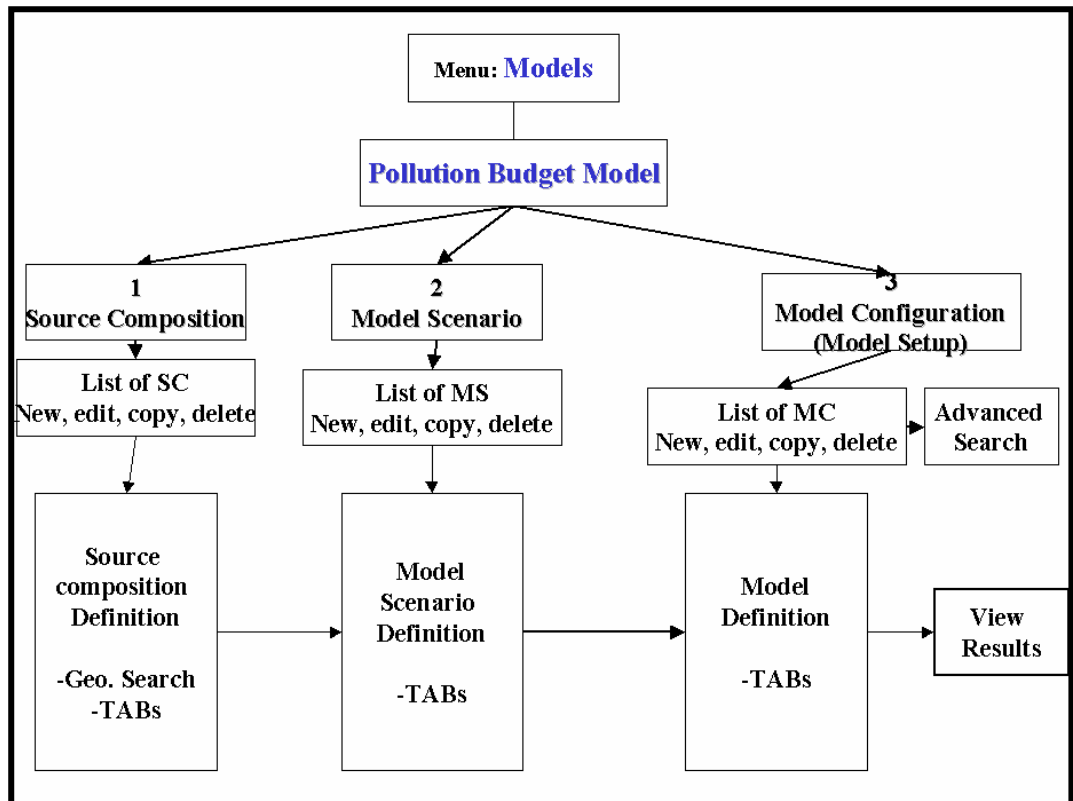 Menu: Models
Pollution Budget Model
1
Source Composition
2
Model Scenario
3
Model Configuration
(Model Setup)
List of SC
New, edit, copy, delete
List of MS
New, edit, copy, delete
List of MC
New, edit, copy, delete
Advanced
Search
Source
composition
Definition
-Geo. Search
-TABs
Model
Scenario
Definition
-TABs
Model
Definition
-TABs
View
Results